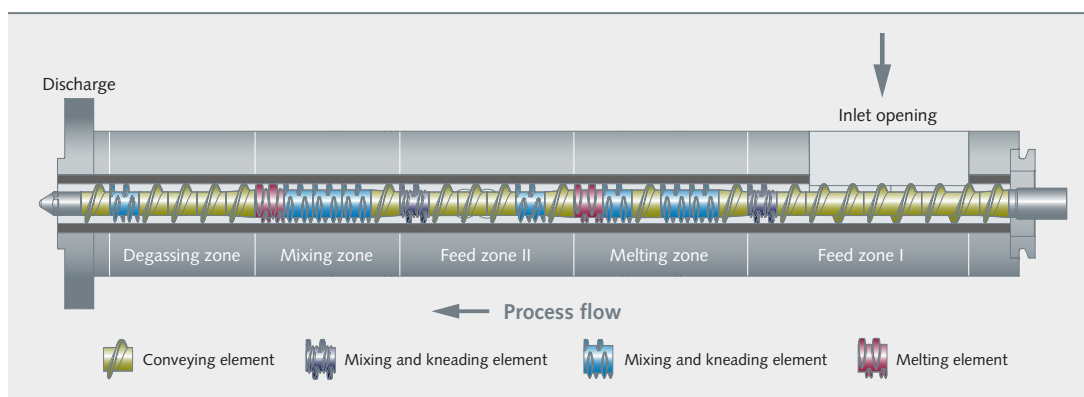 Discharge
Inlet opening
Degassing zone
Mixing zone
Feed zone II
Melting zone
Feed zone I
Process flow
Conveying element
Mixing and kneading element
Mixing and kneading element
Melting element